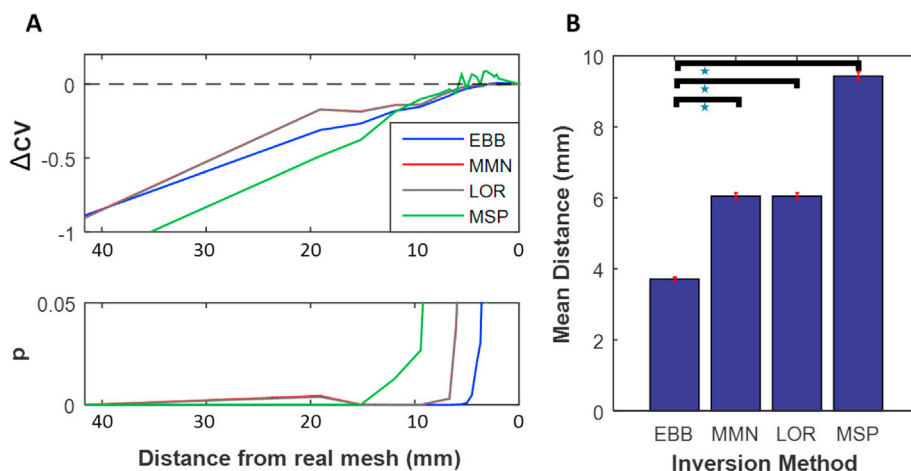 A
ΔCV
0
-0.5
-1
40 30 20 10 0
EBB
MMN
LOR
MSP
p
0.05
0
40 30 20 10 0
Distance from real mesh (mm)
B
Mean Distance (mm)
10
8
6
4
2
0
EBB MMN LOR MSP
Inversion Method